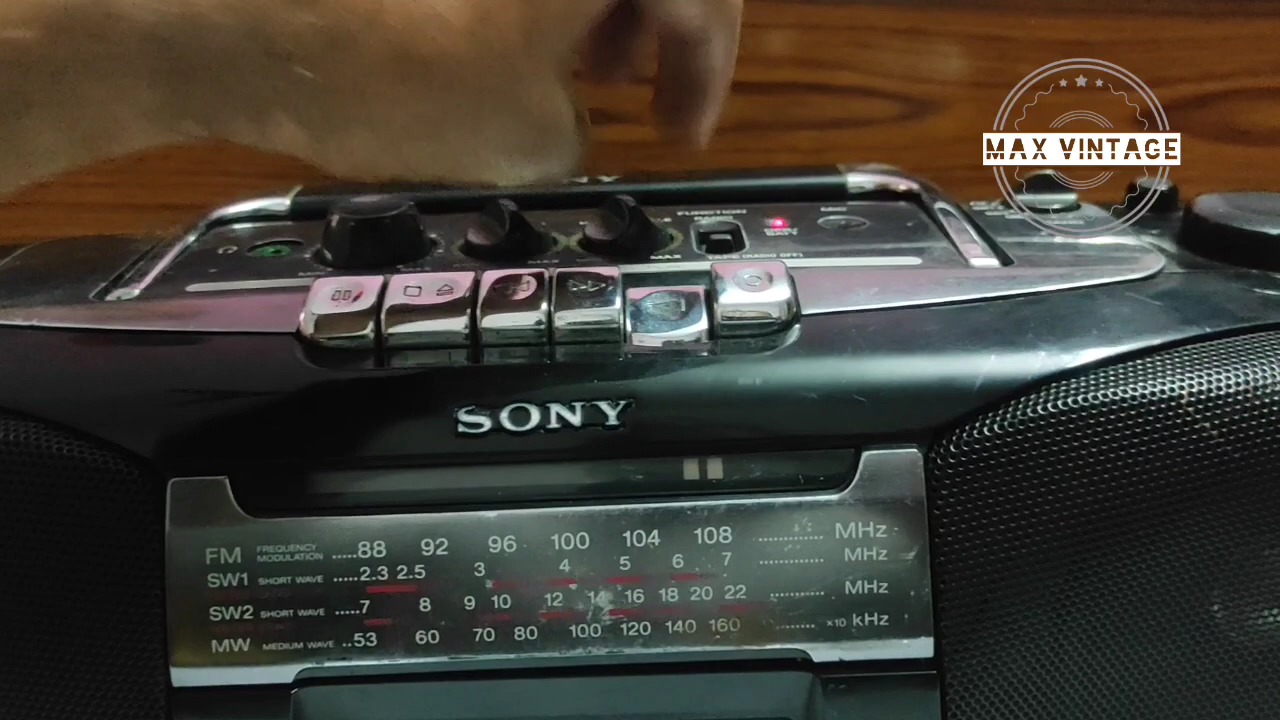 MAX VINTAGE
FUNCTION
MAX
MAX
TAPE (RADIO OFF)
SONY
FM FREQUENCY MODULATION .....88 92 96 100 104 108 MHz
SW1 SHORT WAVE .....2.3 2.5 3 4 5 6 7 MHz
SW2 SHORT WAVE .....7 8 9 10 12 14 16 18 20 22 MHz
MW MEDIUM WAVE ..53 60 70 80 100 120 140 160 ×10 kHz